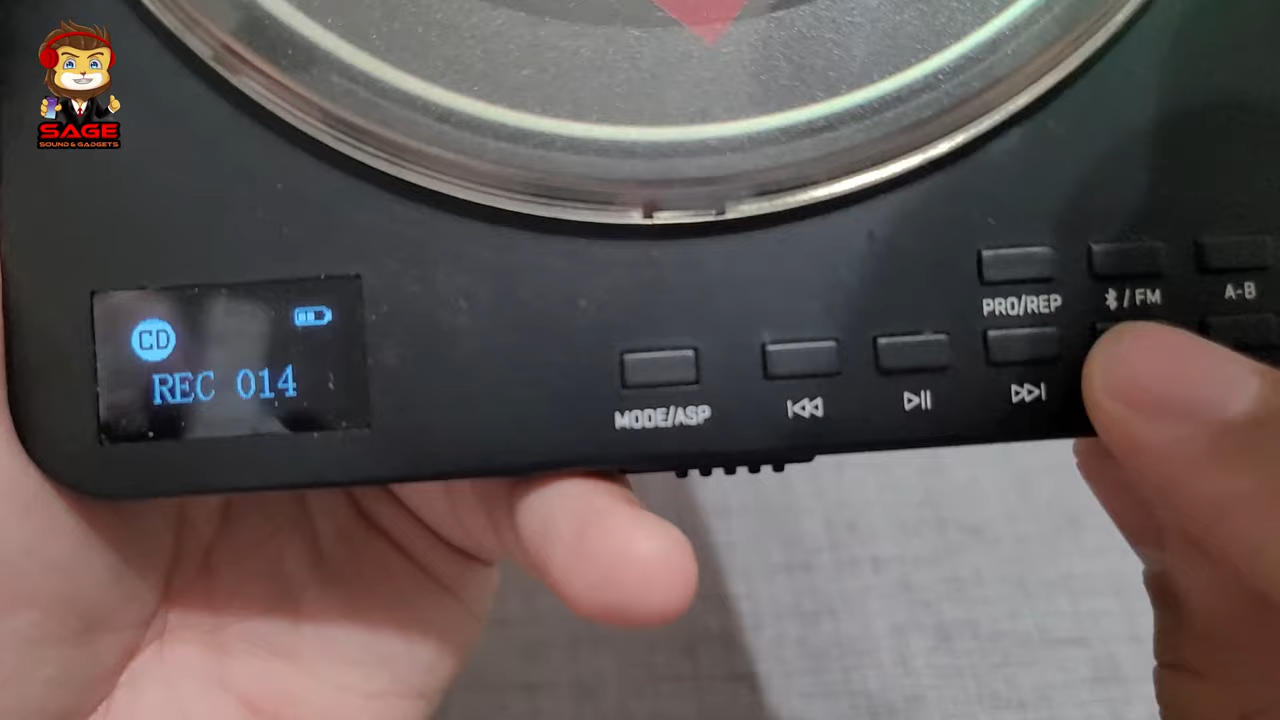 SAGE
SOUND & GADGETS
CD
REC 014
PRO/REP
/ FM
A-B
MODE/ASP